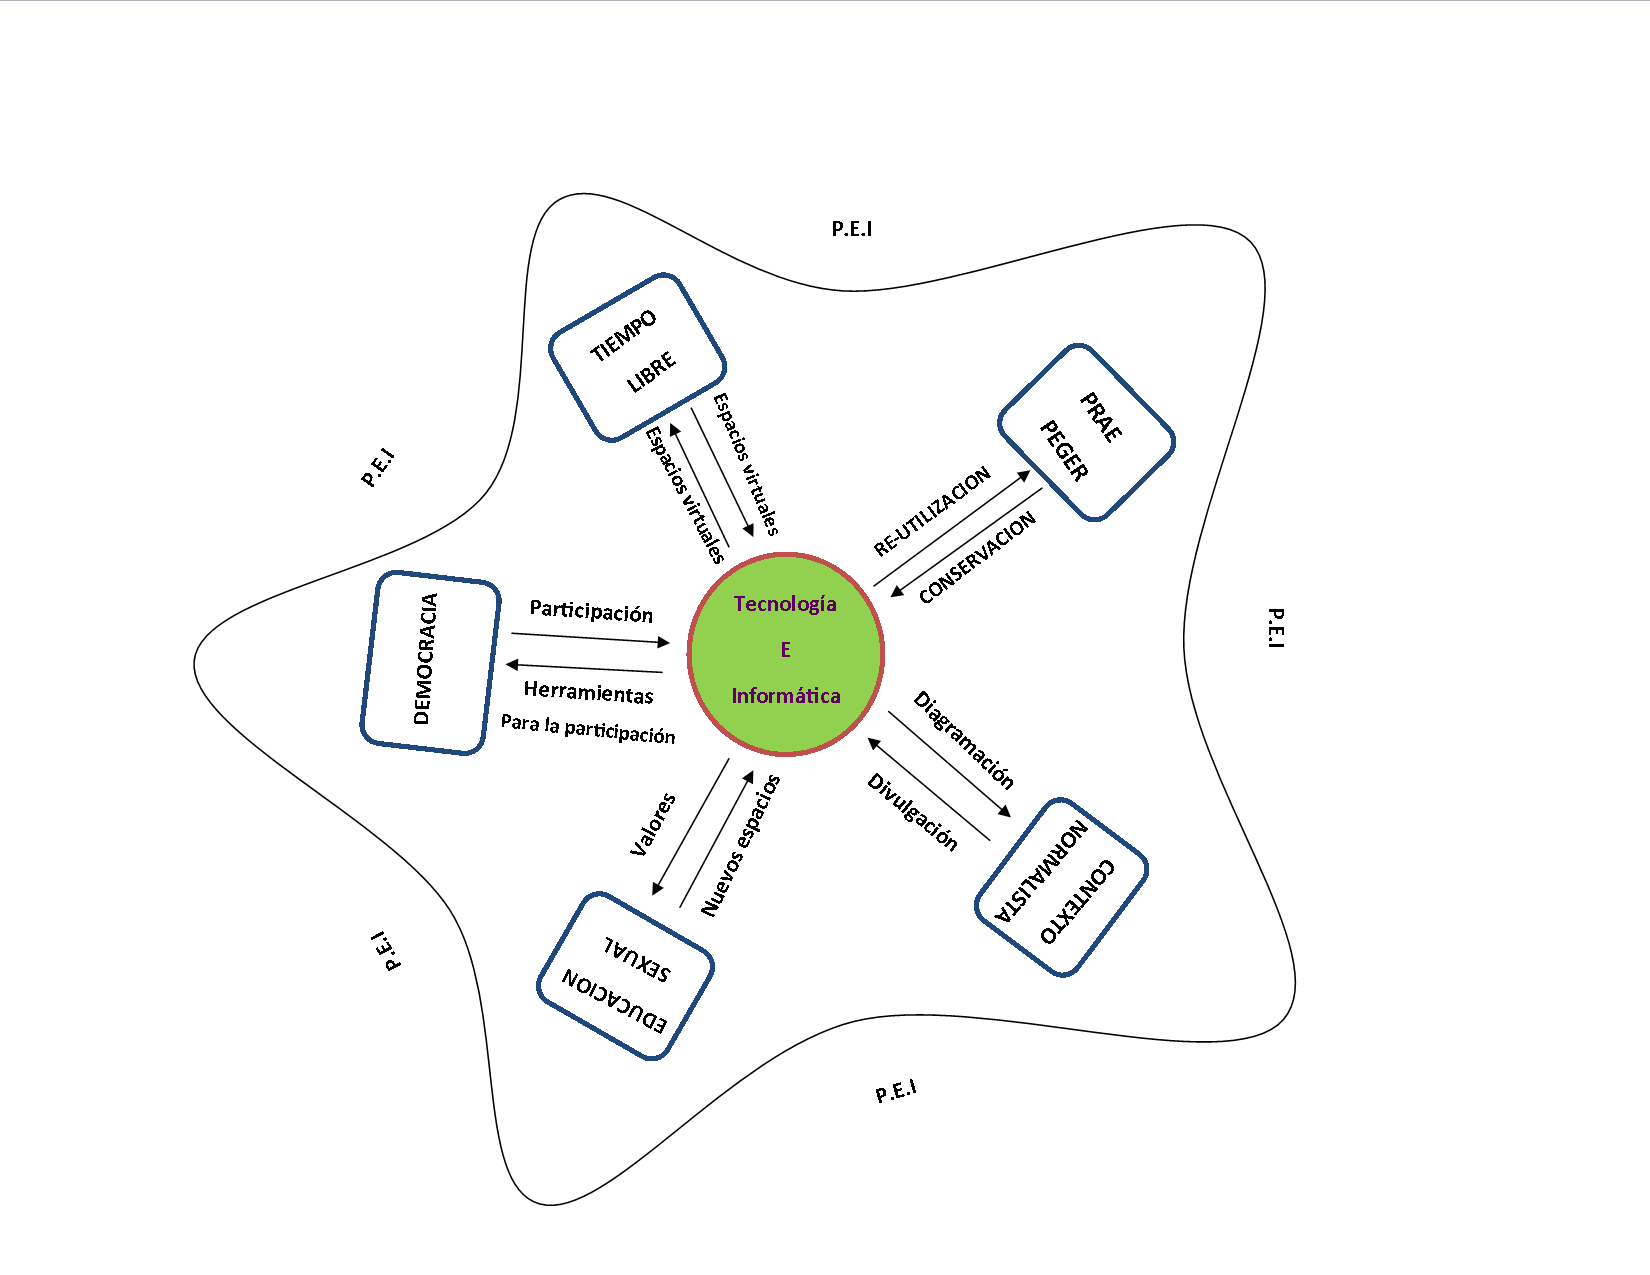 P.E.I
TIEMPO
LIBRE
Espacios virtuales
Espacios virtuales
PRAE
PEGER
RE-UTILIZACION
CONSERVACION
P.E.I
DEMOCRACIA
Participación
Herramientas
Para la participación
Tecnología
E
Informática
P.E.I
Diagramación
Divulgación
CONTEXTO
NORMALISTA
Valores
Nuevos espacios
EDUCACION
SEXUAL
P.E.I
P.E.I